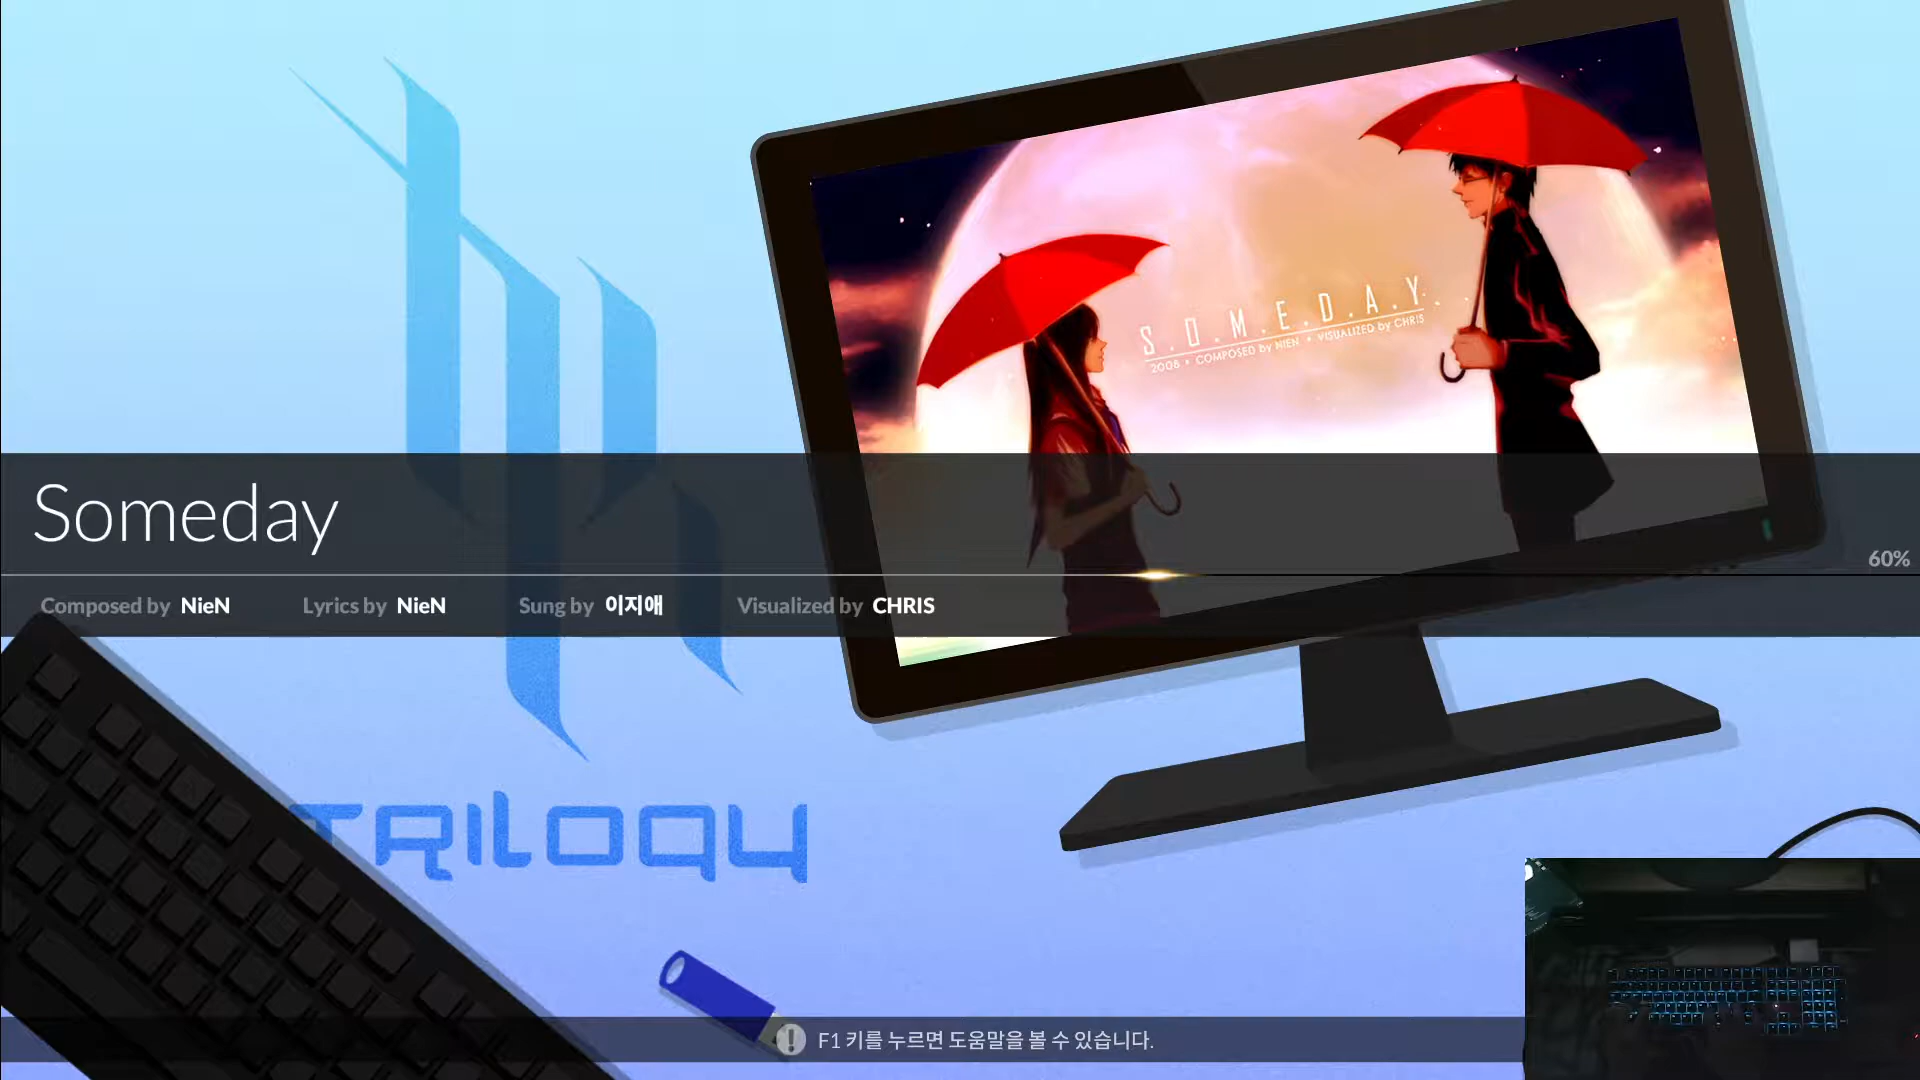 S.O.M.E.D.A.Y.
2008 • COMPOSED by NIEN • VISUALIZED by CHRIS
Someday
60%
Composed by NieN Lyrics by NieN Sung by 이지애 Visualized by CHRIS
TRILOGY
F1 키를 누르면 도움말을 볼 수 있습니다.